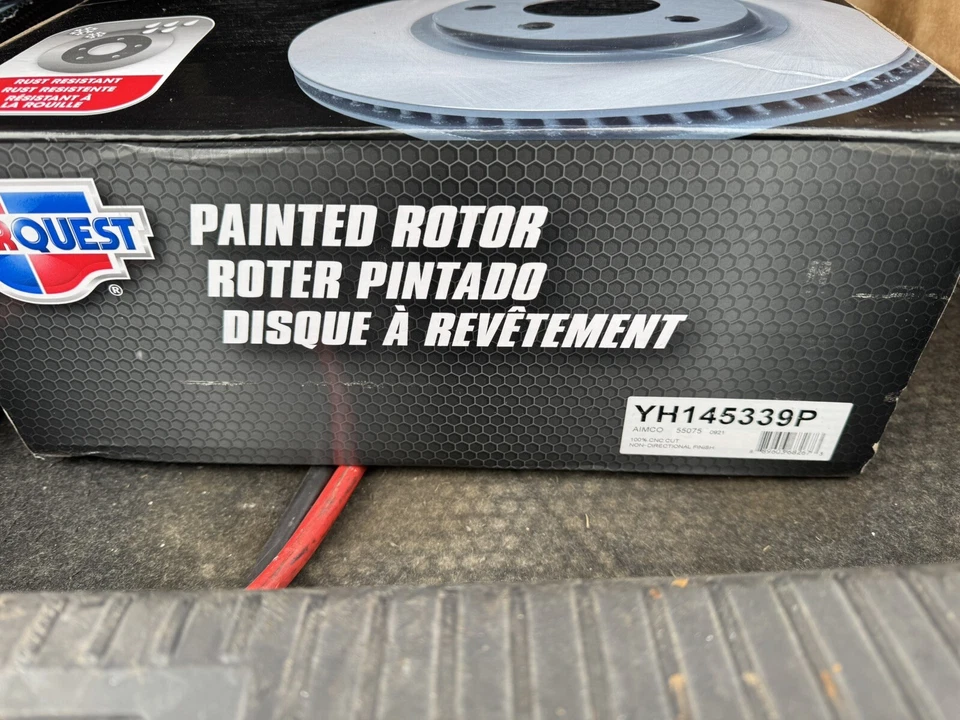 RUST RESISTANT
RUST RESISTENTE
RÉSISTANT À
LA ROUILLE
RQUEST
®
PAINTED ROTOR
ROTER PINTADO
DISQUE À REVÊTEMENT
YH145339P
AIMCO 55075 0821
100% CNC CUT
NON-DIRECTIONAL FINISH